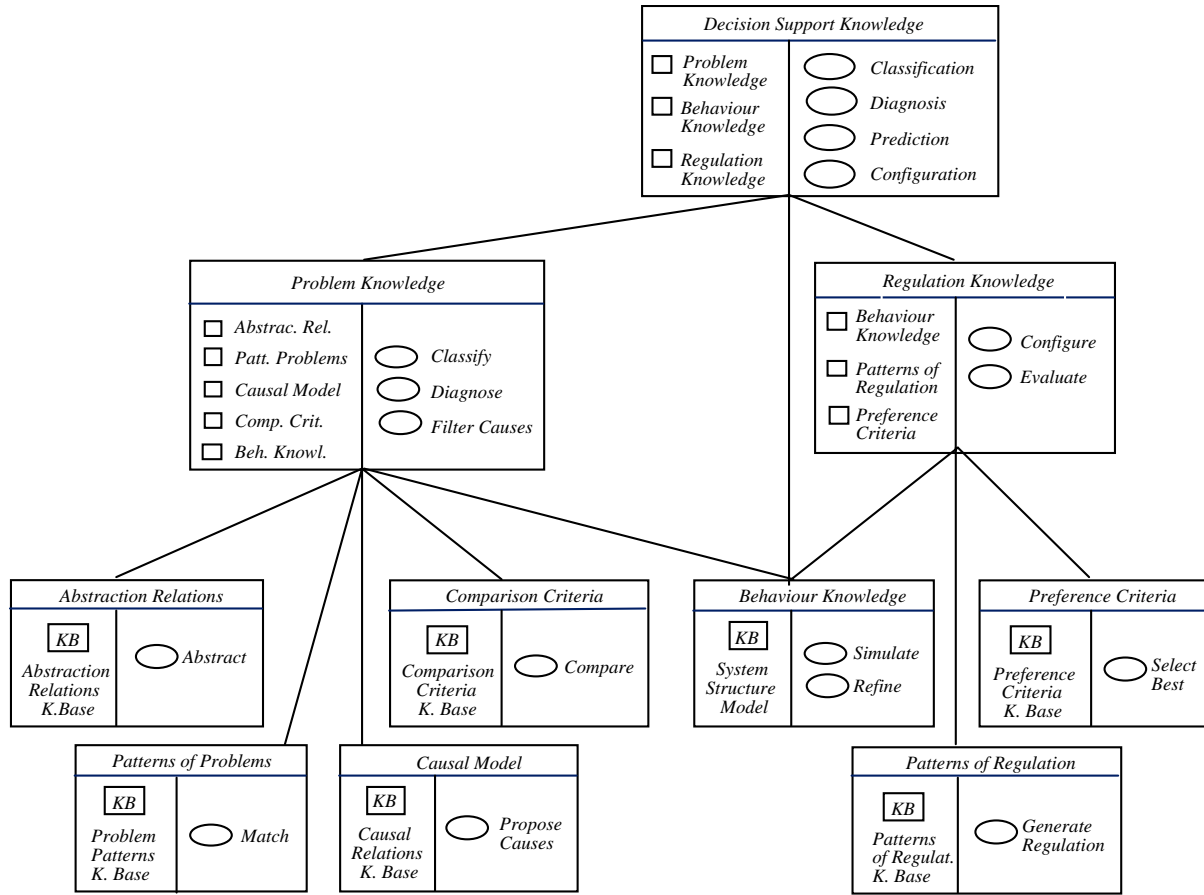 Decision Support Knowledge
Problem
Knowledge
Behaviour
Knowledge
Regulation
Knowledge
Classification
Diagnosis
Prediction
Configuration
Problem Knowledge
Abstrac. Rel.
Patt. Problems
Causal Model
Comp. Crit.
Beh. Knowl.
Classify
Diagnose
Filter Causes
Regulation Knowledge
Behaviour
Knowledge
Patterns of
Regulation
Preference
Criteria
Configure
Evaluate
Abstraction Relations
KB
Abstraction
Relations
K.Base
Abstract
Comparison Criteria
KB
Comparison
Criteria
K. Base
Compare
Behaviour Knowledge
KB
System
Structure
Model
Simulate
Refine
Preference Criteria
KB
Preference
Criteria
K. Base
Select
Best
Patterns of Problems
KB
Problem
Patterns
K. Base
Match
Causal Model
KB
Causal
Relations
K. Base
Propose
Causes
Patterns of Regulation
KB
Patterns
of Regulat.
K. Base
Generate
Regulation